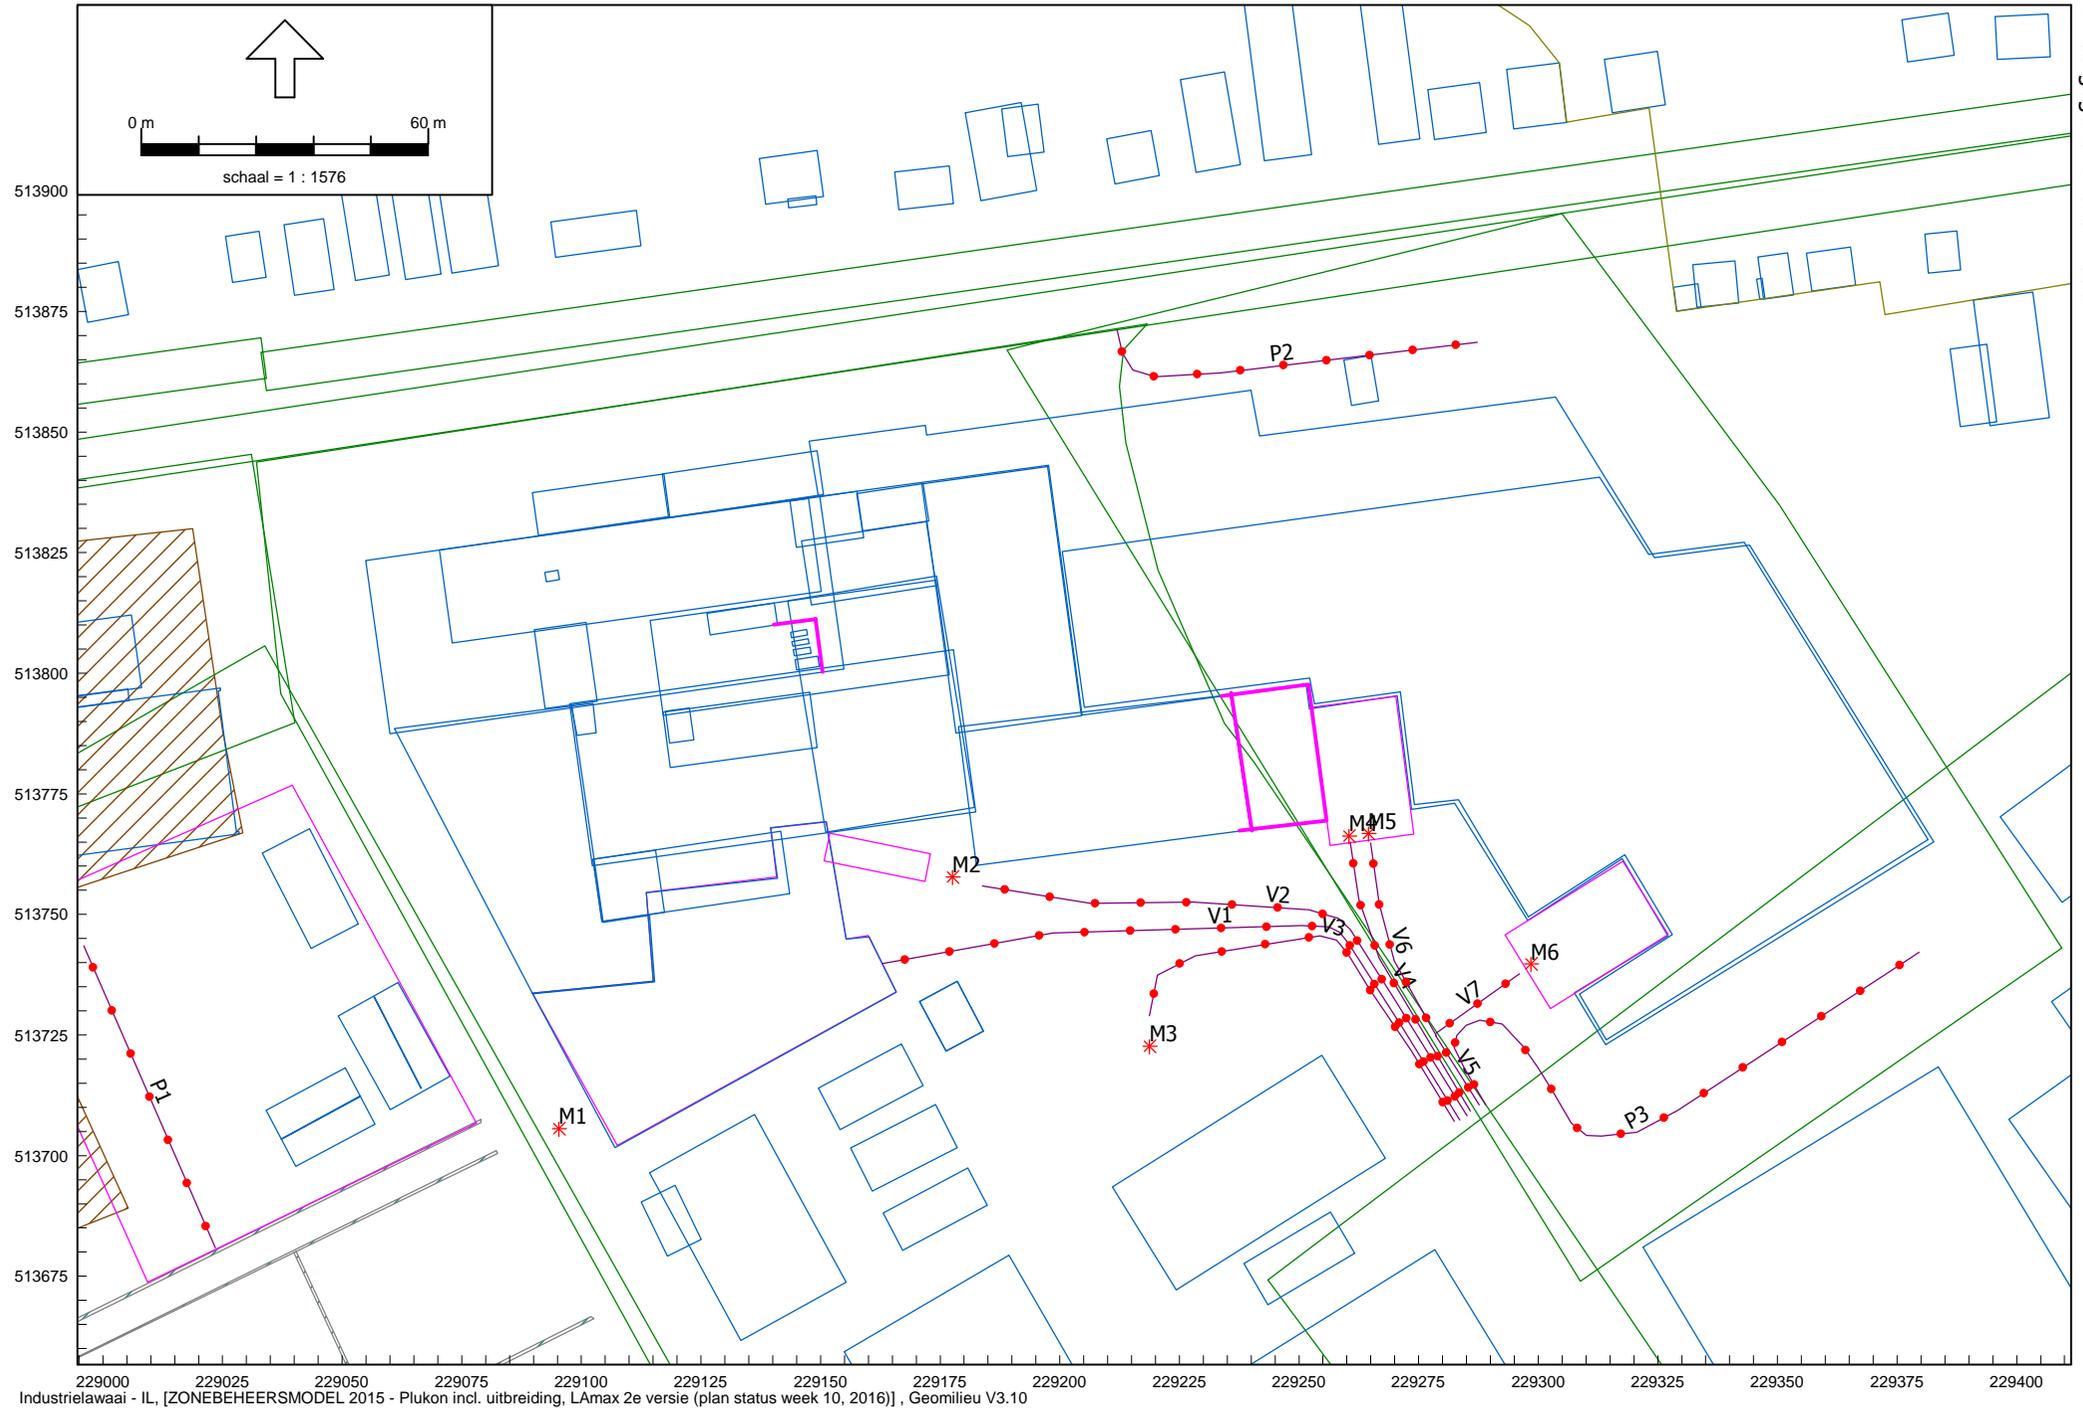 0 m 60 m
schaal = 1 : 1576
513900
513875
513850
513825
513800
513775
513750
513725
513700
513675
P2
M4
M5
M2
V2
V1
V3
V6
V4
M6
V7
M3
V5
P1
M1
P3
229000 229025 229050 229075 229100 229125 229150 229175 229200 229225 229250 229275 229300 229325 229350 229375 229400
Industrielawaai - IL, [ZONEBEHEERSMODEL 2015 - Plukon incl. uitbreiding, LAmax 2e versie (plan status week 10, 2016)] , Geomilieu V3.10